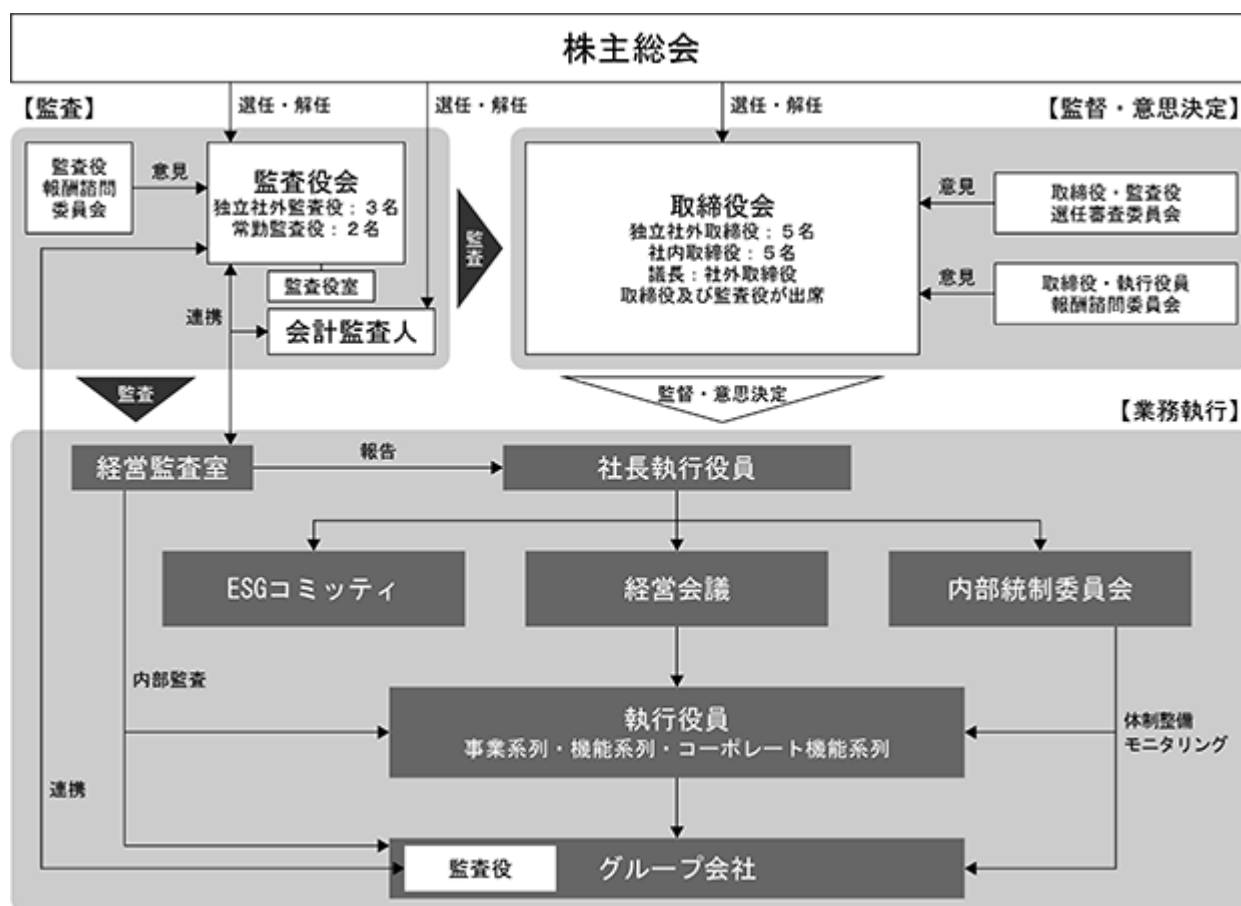 株主総会
【監査】
選任・解任
選任・解任
選任・解任
【監督・意思決定】
監査役
報酬諮問
委員会
意見
監査役会
独立社外監査役：３名
常勤監査役：２名
監査役室
連携
会計監査人
監査
取締役会
独立社外取締役：５名
社内取締役：５名
議長：社外取締役
取締役及び監査役が出席
意見
取締役・監査役
選任審査委員会
意見
取締役・執行役員
報酬諮問委員会
監査
監督・意思決定
【業務執行】
経営監査室
報告
社長執行役員
ESGコミッティ
経営会議
内部統制委員会
内部監査
執行役員
事業系列・機能系列・コーポレート機能系列
体制整備
モニタリング
連携
監査役
グループ会社